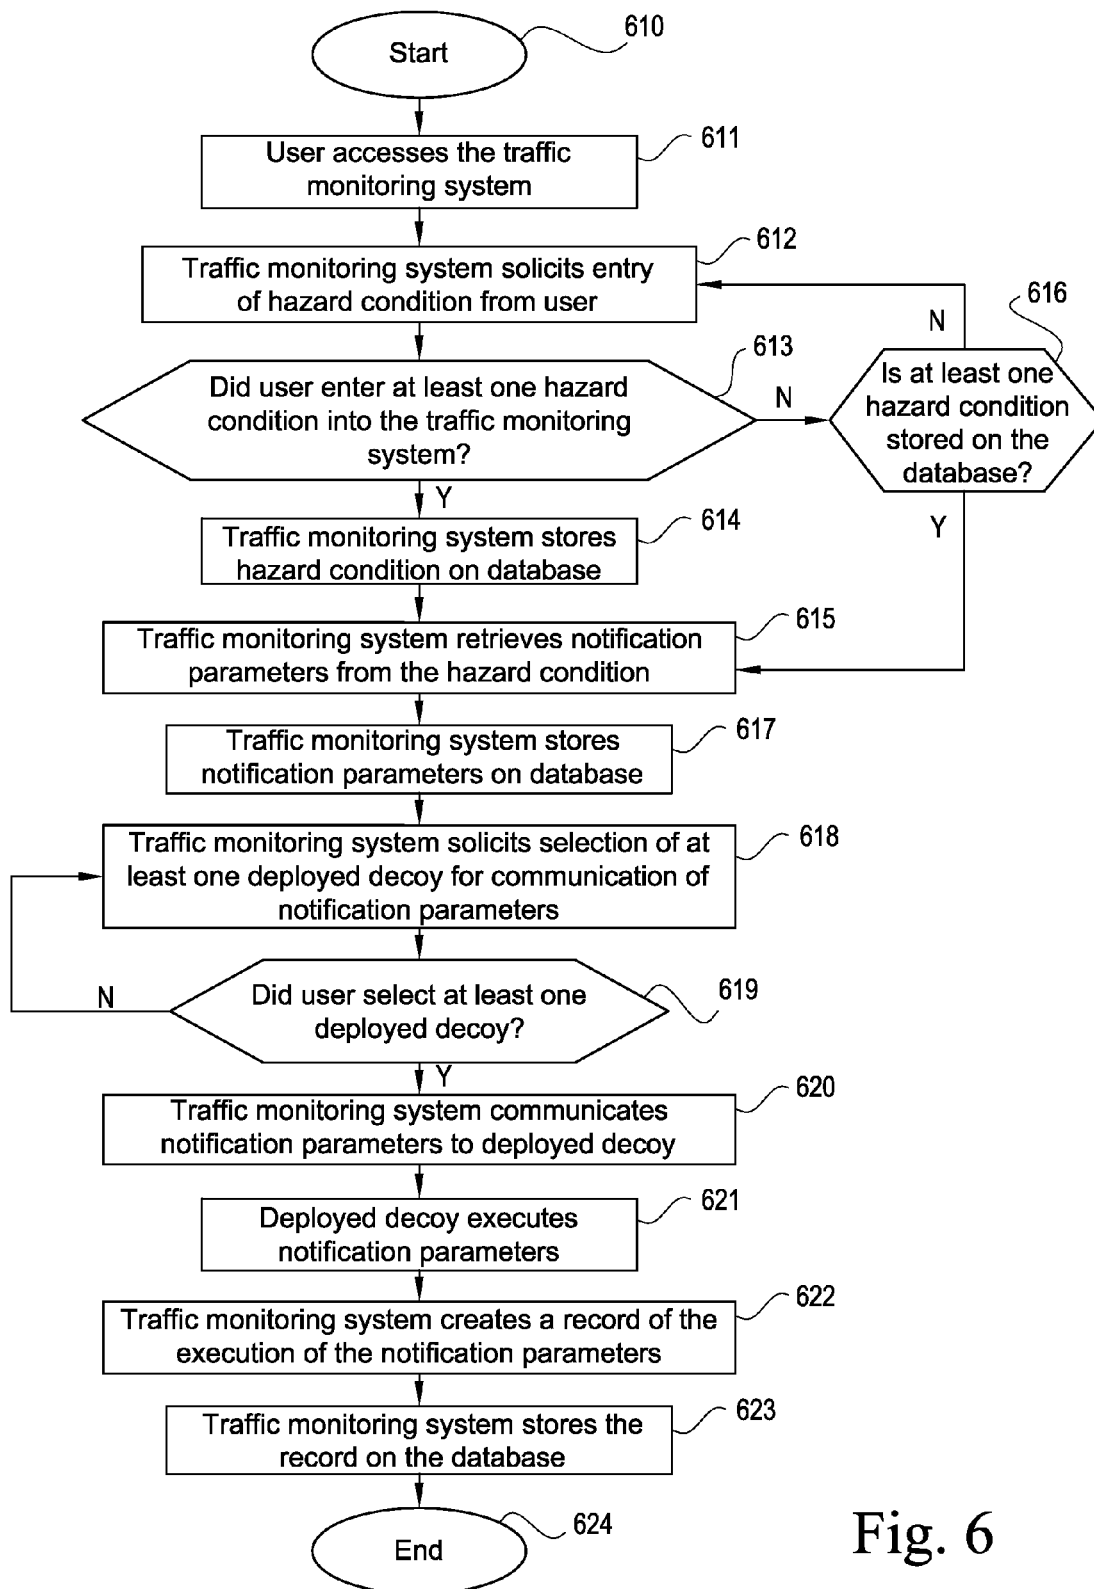 Start
610
User accesses the traffic
monitoring system
611
Traffic monitoring system solicits entry
of hazard condition from user
612
Did user enter at least one hazard
condition into the traffic monitoring
system?
613
N
Y
Is at least one
hazard condition
stored on the
database?
616
N
Y
Traffic monitoring system stores
hazard condition on database
614
Traffic monitoring system retrieves notification
parameters from the hazard condition
615
Traffic monitoring system stores
notification parameters on database
617
Traffic monitoring system solicits selection of at
least one deployed decoy for communication of
notification parameters
618
Did user select at least one
deployed decoy?
619
N
Y
Traffic monitoring system communicates
notification parameters to deployed decoy
620
Deployed decoy executes
notification parameters
621
Traffic monitoring system creates a record of the
execution of the notification parameters
622
Traffic monitoring system stores the
record on the database
623
End
624
Fig. 6